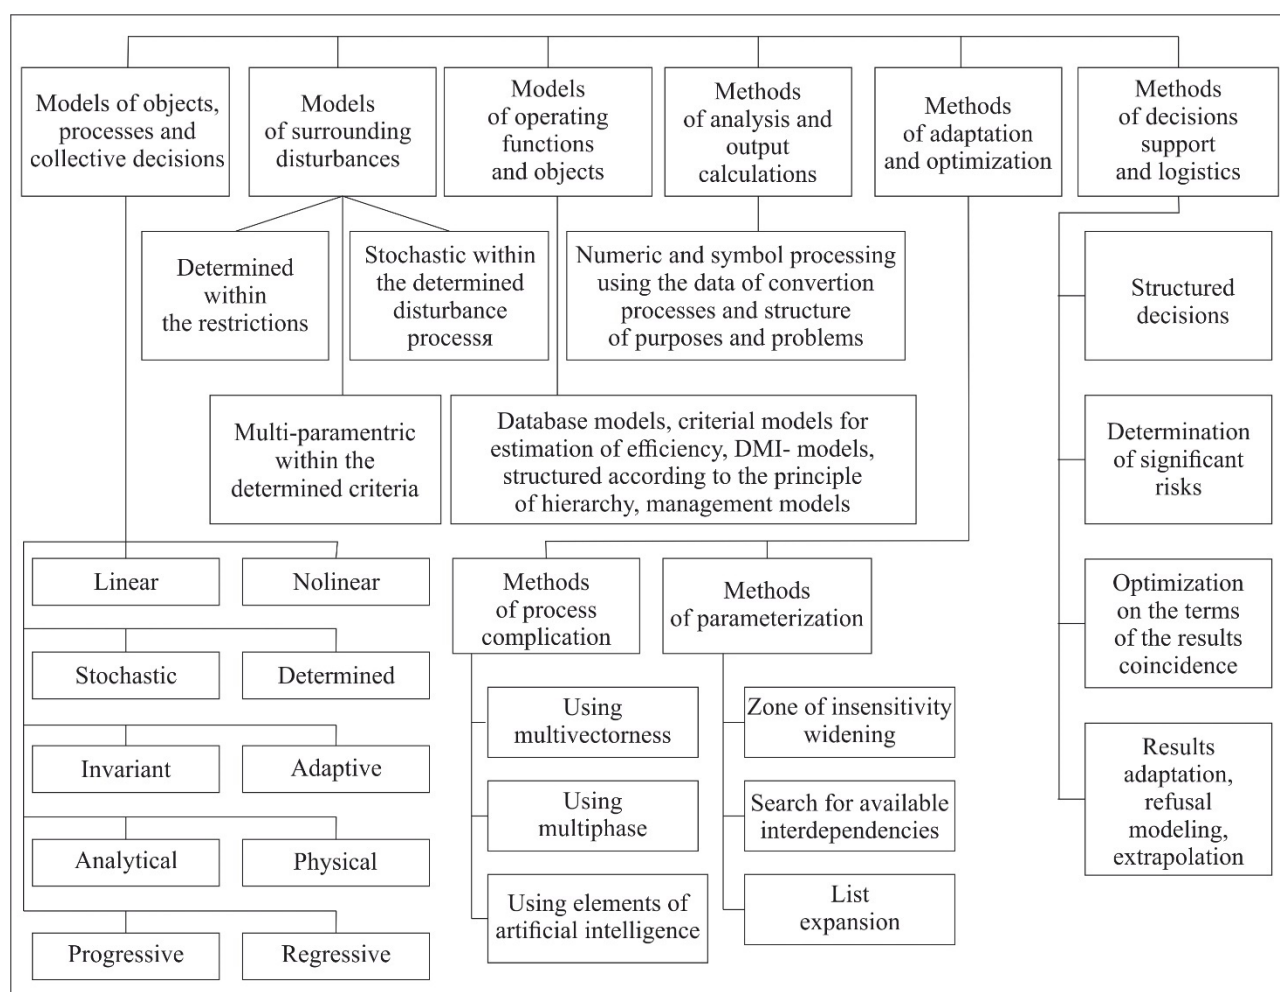 Models of objects,
processes and
collective decisions
Models
of surrounding
disturbances
Models
of operating
functions
and objects
Methods
of analysis and
output
calculations
Methods
of adaptation
and optimization
Methods
of decisions
support
and logistics
Determined
within
the restrictions
Stochastic within
the determined
disturbance
processя
Numeric and symbol processing
using the data of convertion
processes and structure
of purposes and problems
Structured
decisions
Multi-paramentric
within the
determined criteria
Database models, criterial models for
estimation of efficiency, DMI- models,
structured according to the principle
of hierarchy, management models
Determination
of significant
risks
Linear
Nolinear
Methods
of process
complication
Methods
of parameterization
Optimization
on the terms
of the results
coincidence
Stochastic
Determined
Using
multivectorness
Zone of insensitivity
widening
Invariant
Adaptive
Using
multiphase
Search for available
interdependencies
Results
adaptation,
refusal
modeling,
extrapolation
Analytical
Physical
Using elements of
artificial intelligence
List
expansion
Progressive
Regressive